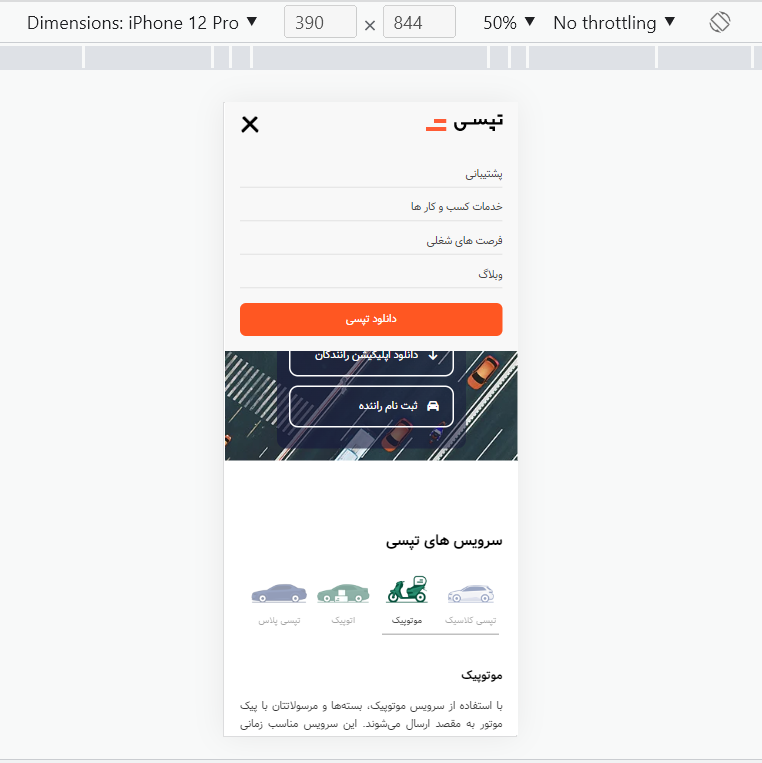 Dimensions: iPhone 12 Pro ▼ 390 × 844 50% ▼ No throttling ▼
تپسی
پشتیبانی
خدمات کسب و کار ها
فرصت های شغلی
وبلاگ
دانلود تپسی
دانلود اپلیکیشن رانندگان
ثبت نام راننده
سرویس های تپسی
تپسی کلاسیک موتوپیک اتوپیک تپسی پلاس
موتوپیک
با استفاده از سرویس موتوپیک، بسته‌ها و مرسولاتتان با پیک
موتور به مقصد ارسال می‌شوند. این سرویس مناسب زمانی